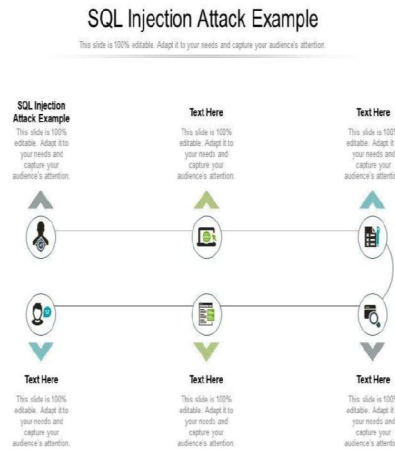 SQL Injection Attack Example
This slide is 100% editable. Adapt it to your needs and capture your audience's attention.
SQL Injection
Attack Example
This slide is 100%
editable. Adapt it to
your needs and
capture your
audience's attention.
Text Here
This slide is 100%
editable. Adapt it to
your needs and
capture your
audience's attention.
Text Here
This slide is 100%
editable. Adapt it
your needs and
capture your
audience's
Text Here
This slide is 100%
editable. Adapt it to
your needs and
capture your
audience's attention.
Text Here
This slide is 100%
editable. Adapt it to
your needs and
capture your
audience's attention.
Text Here
This slide is
editable. Adapt it
your needs and
capture your
audience's